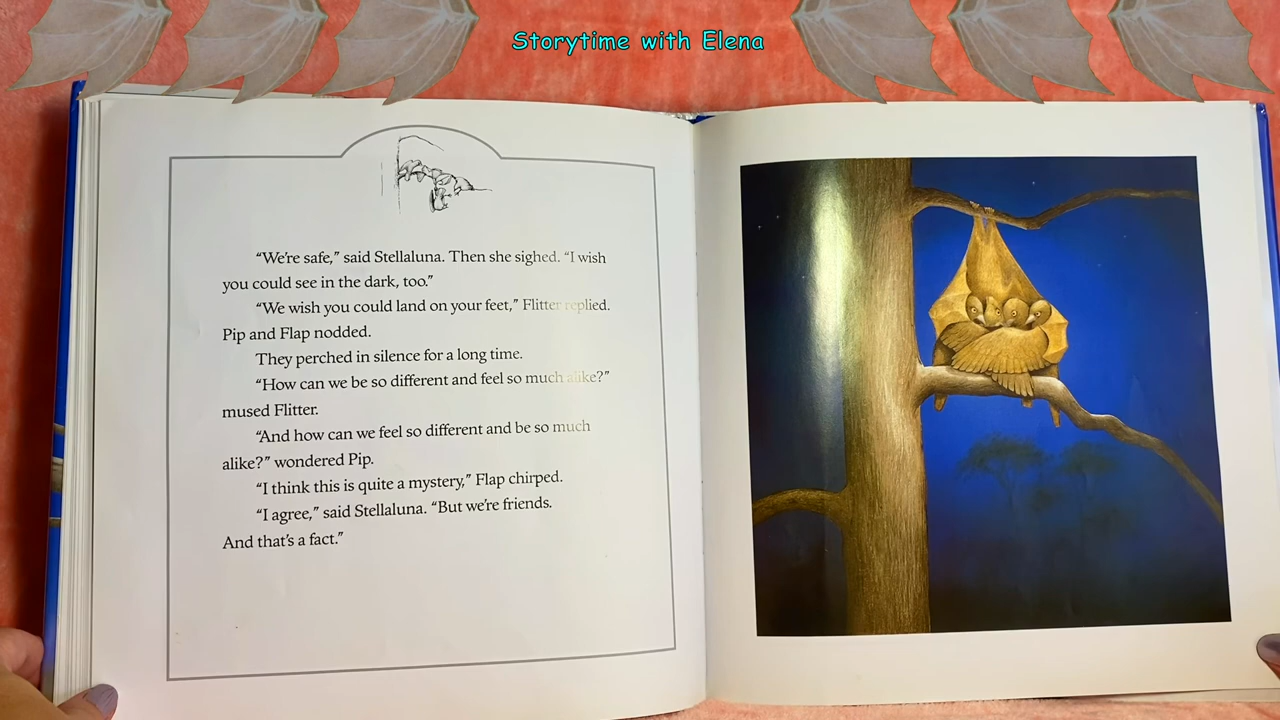 Storytime with Elena
“We're safe,” said Stellaluna. Then she sighed. “I wish
you could see in the dark, too.”
“We wish you could land on your feet,” Flitter replied.
Pip and Flap nodded.
They perched in silence for a long time.
“How can we be so different and feel so much alike?”
mused Flitter.
“And how can we feel so different and be so much
alike?” wondered Pip.
“I think this is quite a mystery,” Flap chirped.
“I agree,” said Stellaluna. “But we're friends.
And that's a fact.”